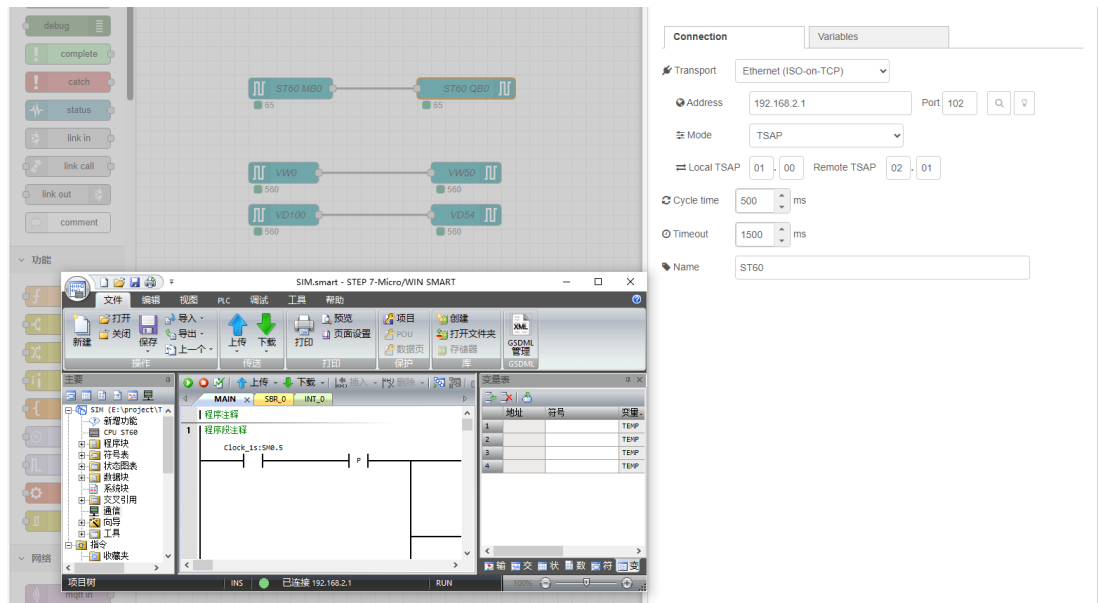 debug
complete
catch
status
link in
link call
link out
comment
功能
网络
mqtt in
ST60 MB0
65
ST60 QB0
65
VW0
560
VW50
560
VD100
560
VD54
560
Connection
Variables
Transport Ethernet (ISO-on-TCP)
Address 192.168.2.1 Port 102
Mode TSAP
Local TSAP 01 . 00 Remote TSAP 02 . 01
Cycle time 500 ms
Timeout 1500 ms
Name ST60
SIM.smart - STEP 7-Micro/WIN SMART
文件 编辑 视图 PLC 调试 工具 帮助
新建
打开
关闭
保存
导入
导出
上一个
操作
上传
下载
传送
打印
预览
页面设置
打印
项目
POU
数据页
保护
创建
打开文件夹
存储器
库
XML
GSDML
管理
GSDML
主要
SIM (E:\project\T
新增功能
CPU ST60
程序块
符号表
状态图表
数据块
系统块
交叉引用
通信
向导
工具
指令
收藏夹
上传 下载 插入 删除
MAIN x SBR_0 INT_0
程序注释
1 程序段注释
Clock_1s:SM0.5
P
变量表
地址 符号 变量
1 TEMP
2 TEMP
3 TEMP
4 TEMP
输 交 状 数 符 变
项目树 INS 已连接 192.168.2.1 RUN 100%